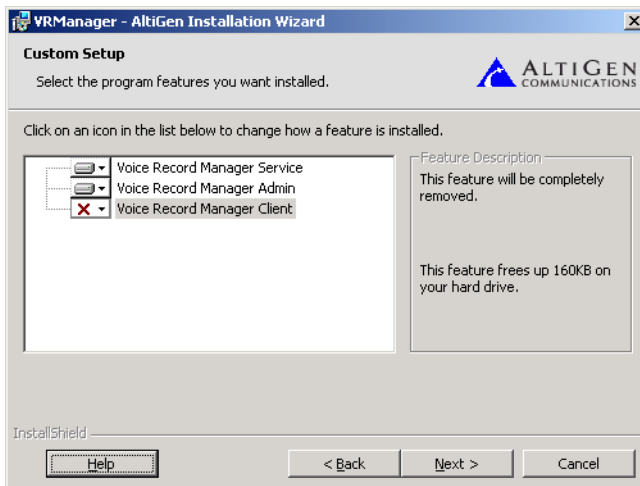 VRManager - AltiGen Installation Wizard
Custom Setup
Select the program features you want installed.
ALTIGEN
COMMUNICATIONS
Click on an icon in the list below to change how a feature is installed.
Voice Record Manager Service
Voice Record Manager Admin
Voice Record Manager Client
Feature Description
This feature will be completely
removed.
This feature frees up 160KB on
your hard drive.
InstallShield
Help
< Back
Next >
Cancel